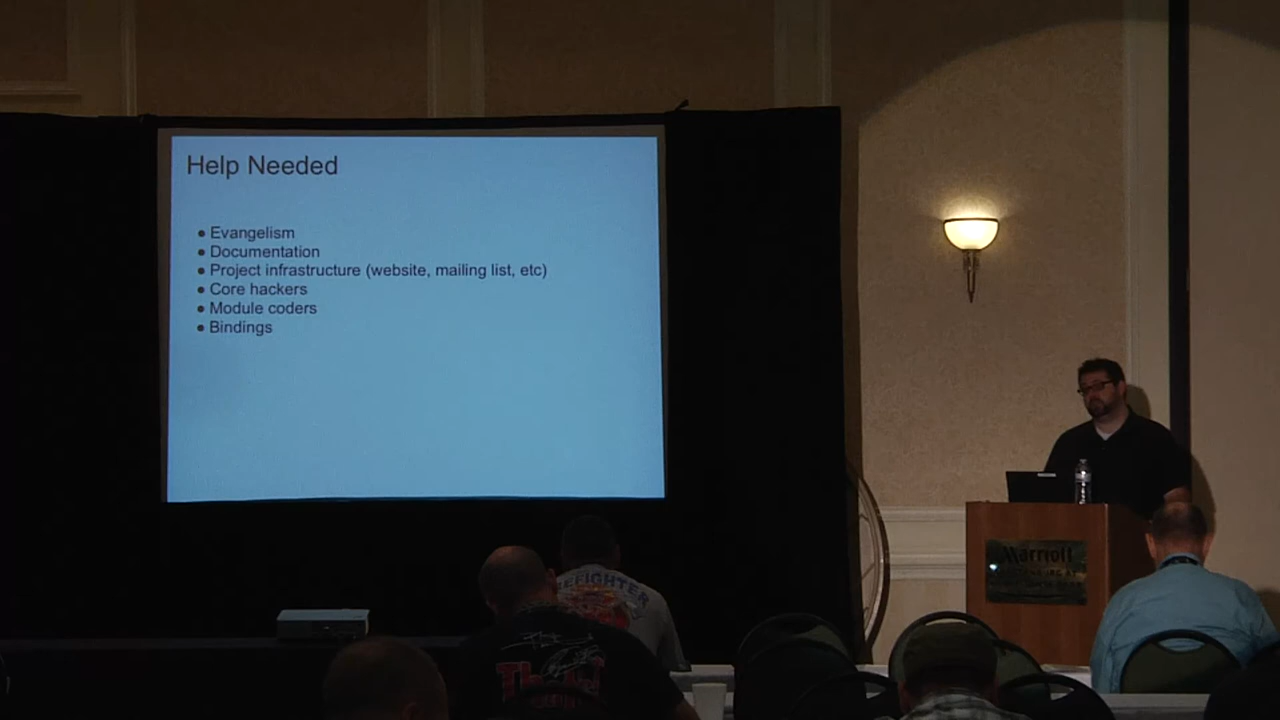 Help Needed
● Evangelism
● Documentation
● Project infrastructure (website, mailing list, etc)
● Core hackers
● Module coders
● Bindings
Marriott